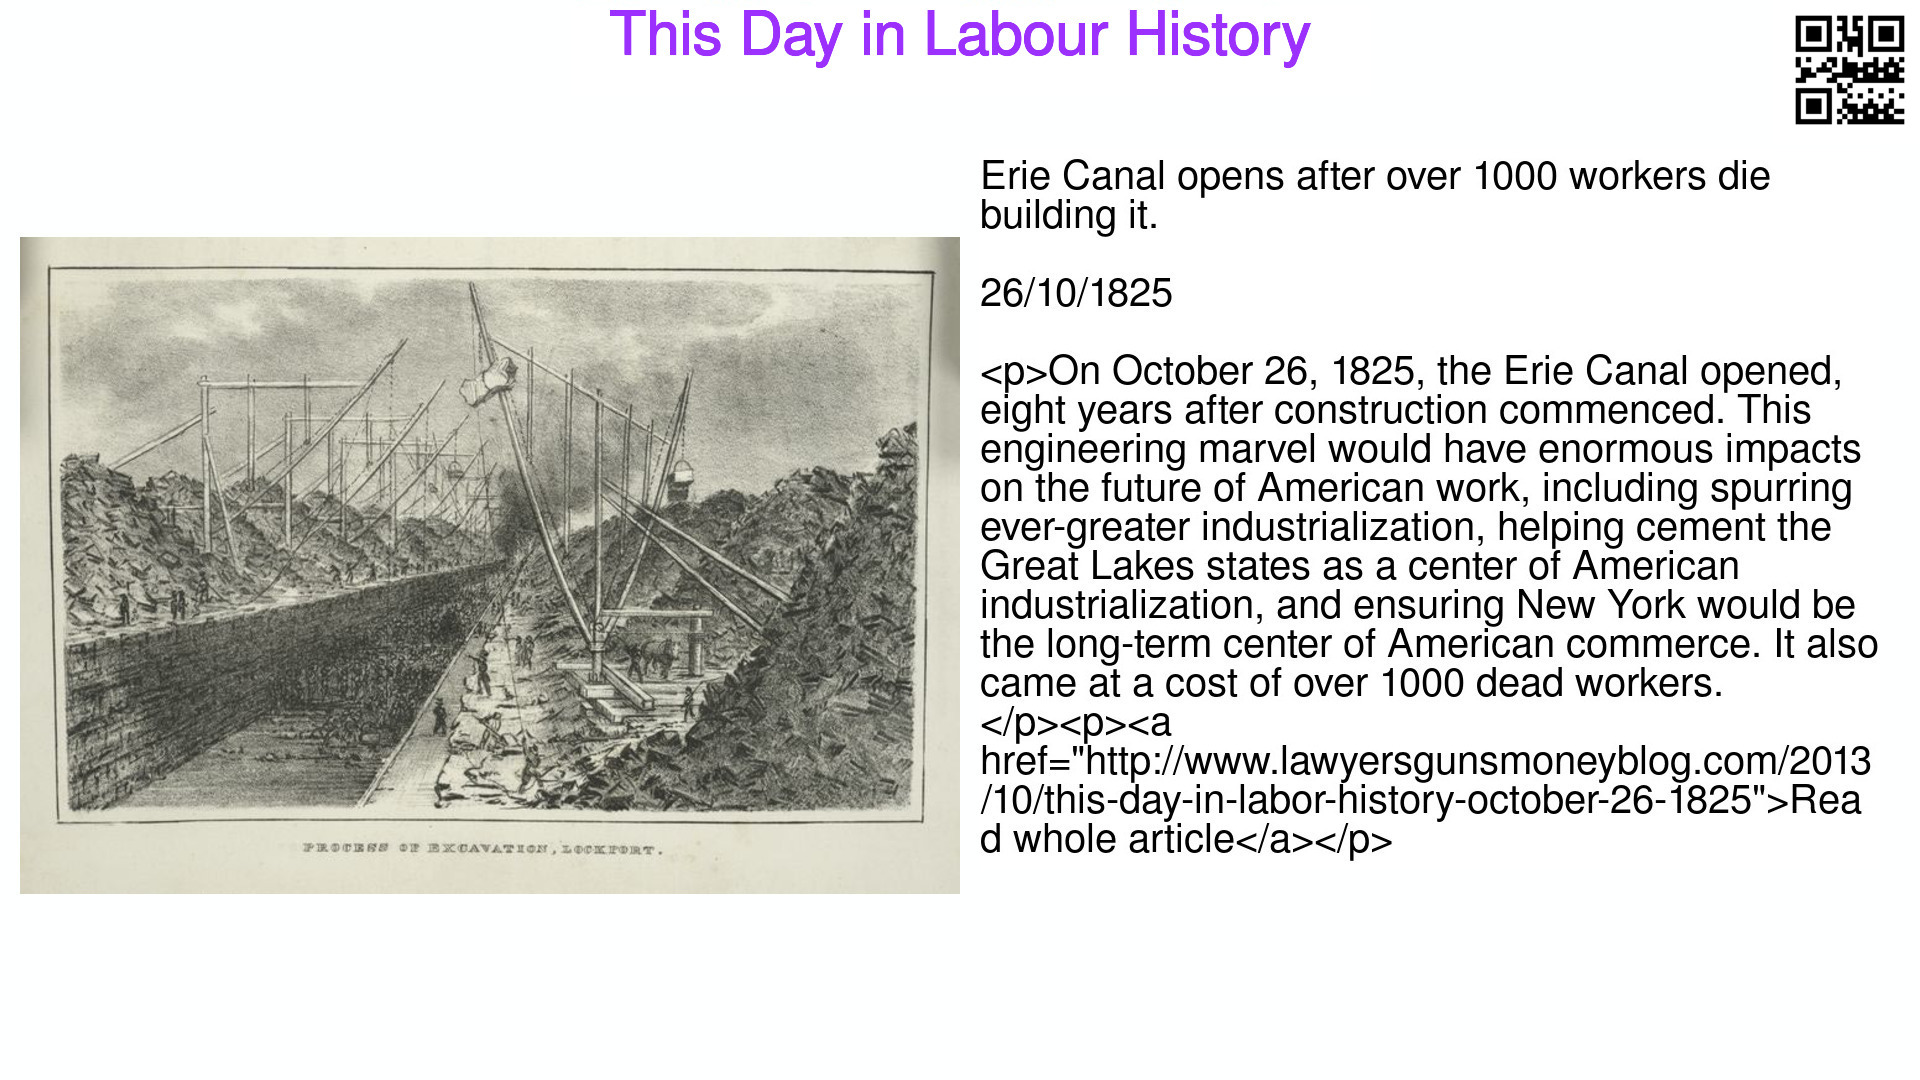 This Day in Labour History
Erie Canal opens after over 1000 workers die
building it.
26/10/1825
<p>On October 26, 1825, the Erie Canal opened,
eight years after construction commenced. This
engineering marvel would have enormous impacts
on the future of American work, including spurring
ever-greater industrialization, helping cement the
Great Lakes states as a center of American
industrialization, and ensuring New York would be
the long-term center of American commerce. It also
came at a cost of over 1000 dead workers.
</p><p><a
href="http://www.lawyersgunsmoneyblog.com/2013
/10/this-day-in-labor-history-october-26-1825">Rea
d whole article</a></p>
PROCESS OF EXCAVATION, LOCKPORT.